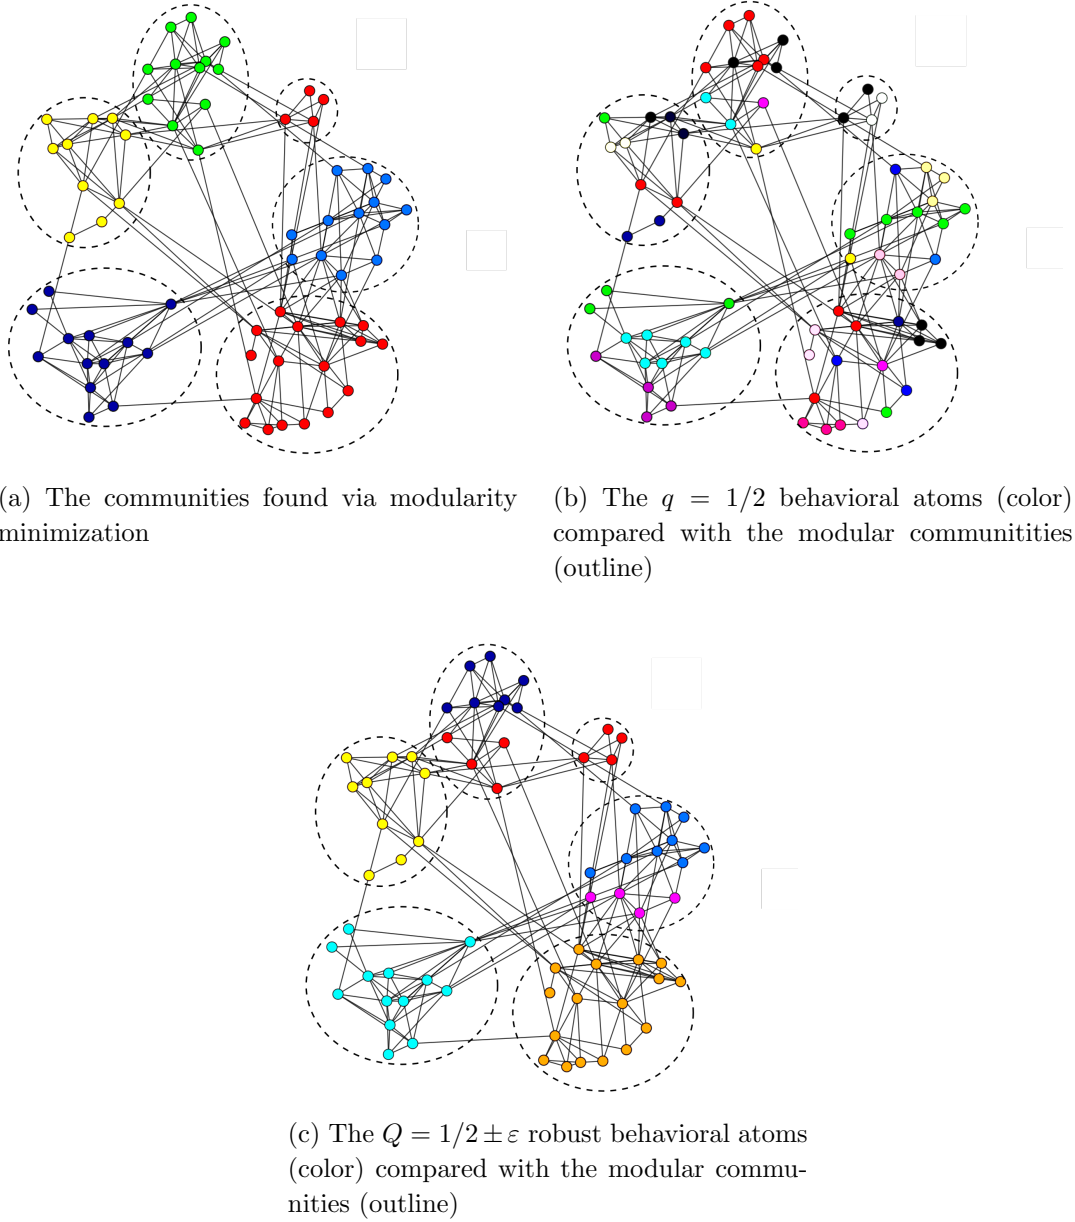 (a) The communities found via modularity
minimization
(b) The q = 1/2 behavioral atoms (color)
compared with the modular communitities
(outline)
(c) The Q = 1/2 ± ε robust behavioral atoms
(color) compared with the modular commu-
nities (outline)